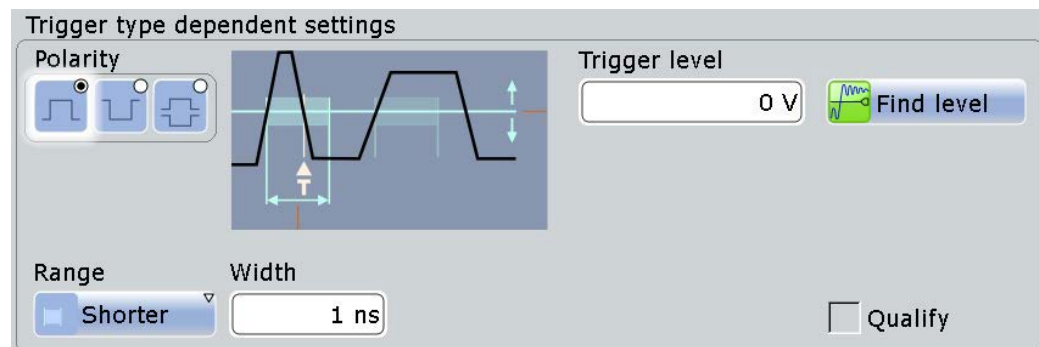 Trigger type dependent settings
Polarity
Trigger level
0 V
Find level
T
Range
Width
Shorter
1 ns
Qualify